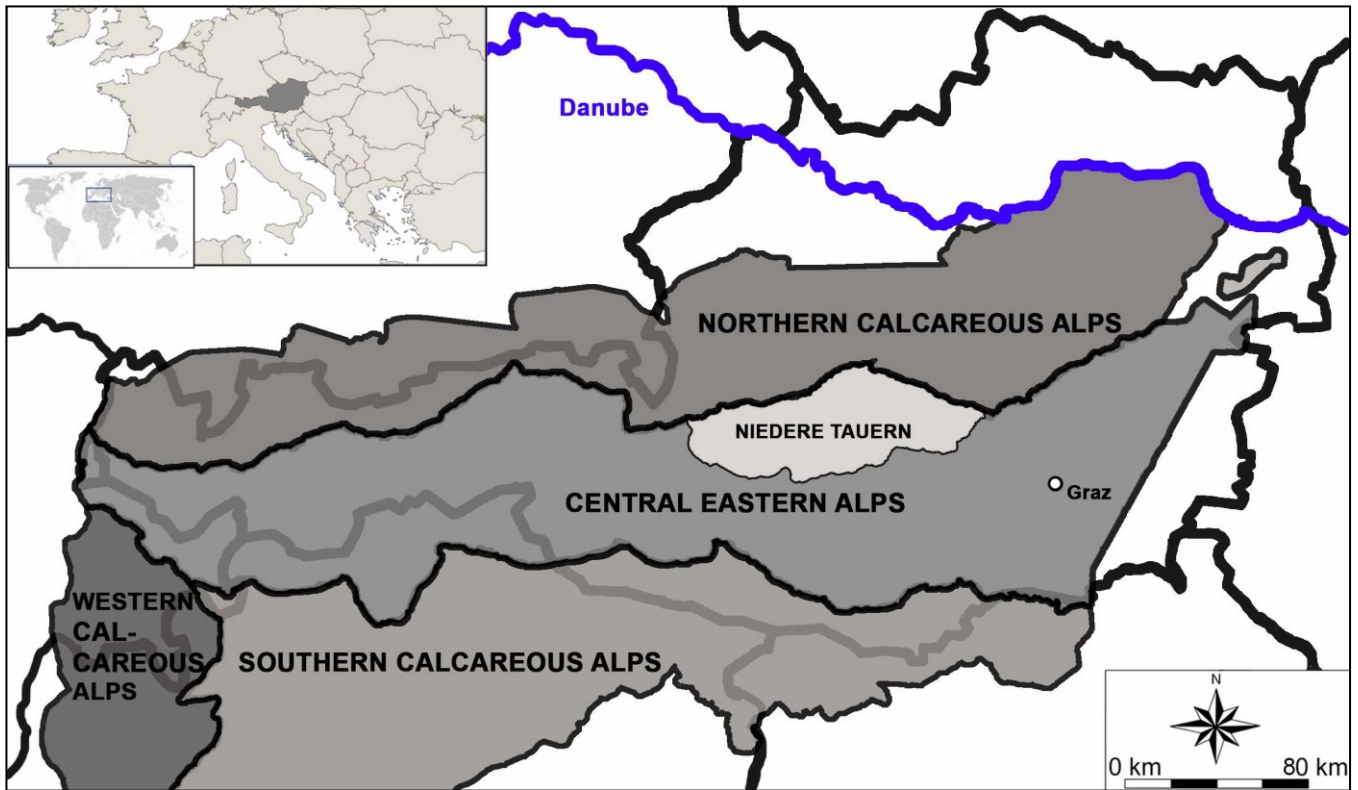 Danube
NORTHERN CALCAREOUS ALPS
NIEDERE TAUERN
CENTRAL EASTERN ALPS
Graz
WESTERN
CAL-
CAREOUS
ALPS
SOUTHERN CALCAREOUS ALPS
N
0 km 80 km